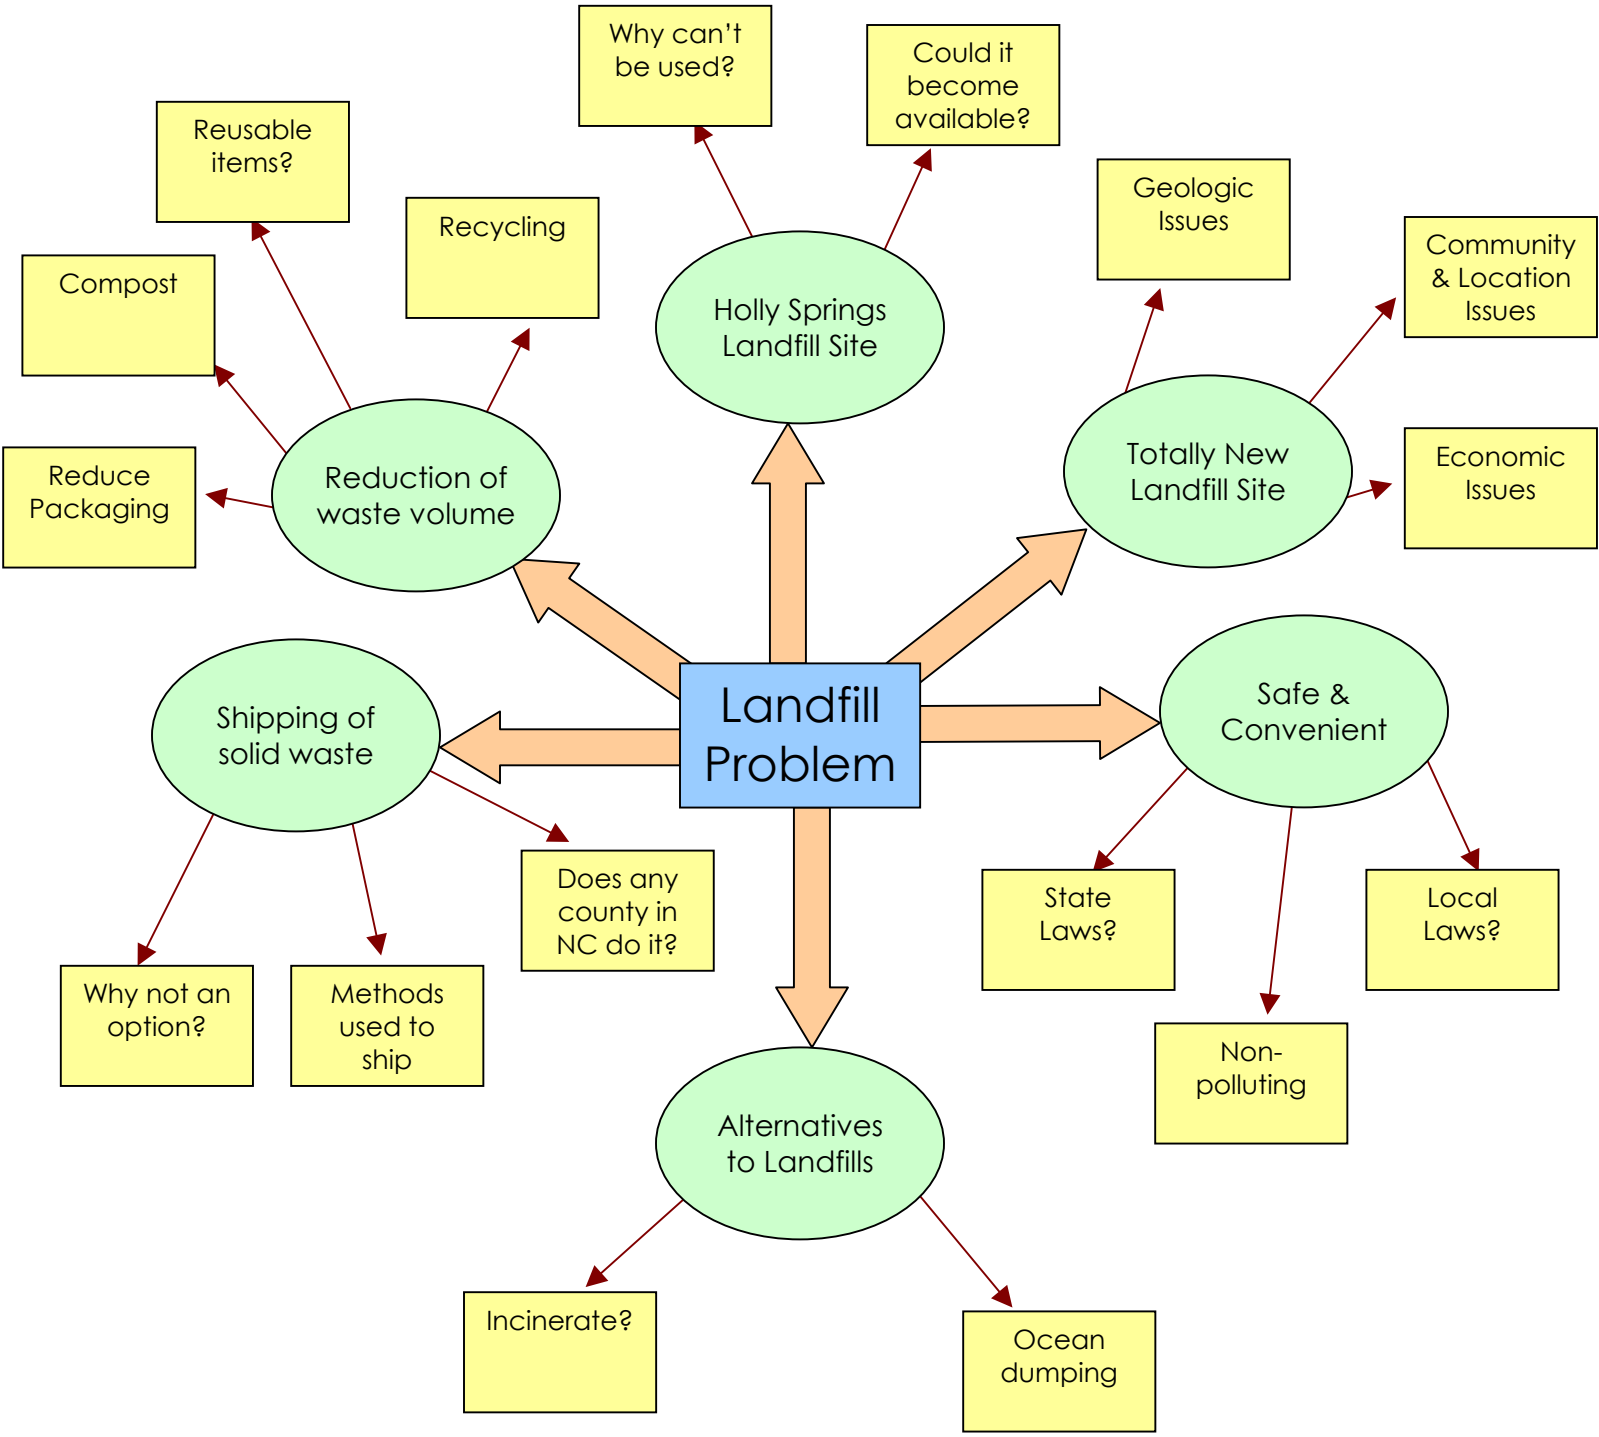 Why can't
be used?
Could it
become
available?
Reusable
items?
Geologic
Issues
Recycling
Community
& Location
Issues
Compost
Holly Springs
Landfill Site
Totally New
Landfill Site
Economic
Issues
Reduction of
waste volume
Reduce
Packaging
Landfill
Problem
Safe &
Convenient
Shipping of
solid waste
Does any
county in
NC do it?
State
Laws?
Local
Laws?
Why not an
option?
Methods
used to
ship
Non-
polluting
Alternatives
to Landfills
Incinerate?
Ocean
dumping